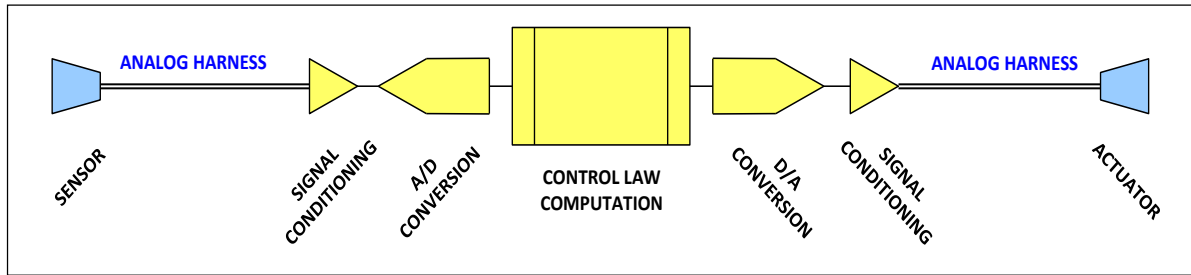 ANALOG HARNESS
ANALOG HARNESS
SENSOR
SIGNAL
CONDITIONING
A/D
CONVERSION
CONTROL LAW
COMPUTATION
D/A
CONVERSION
SIGNAL
CONDITIONING
ACTUATOR